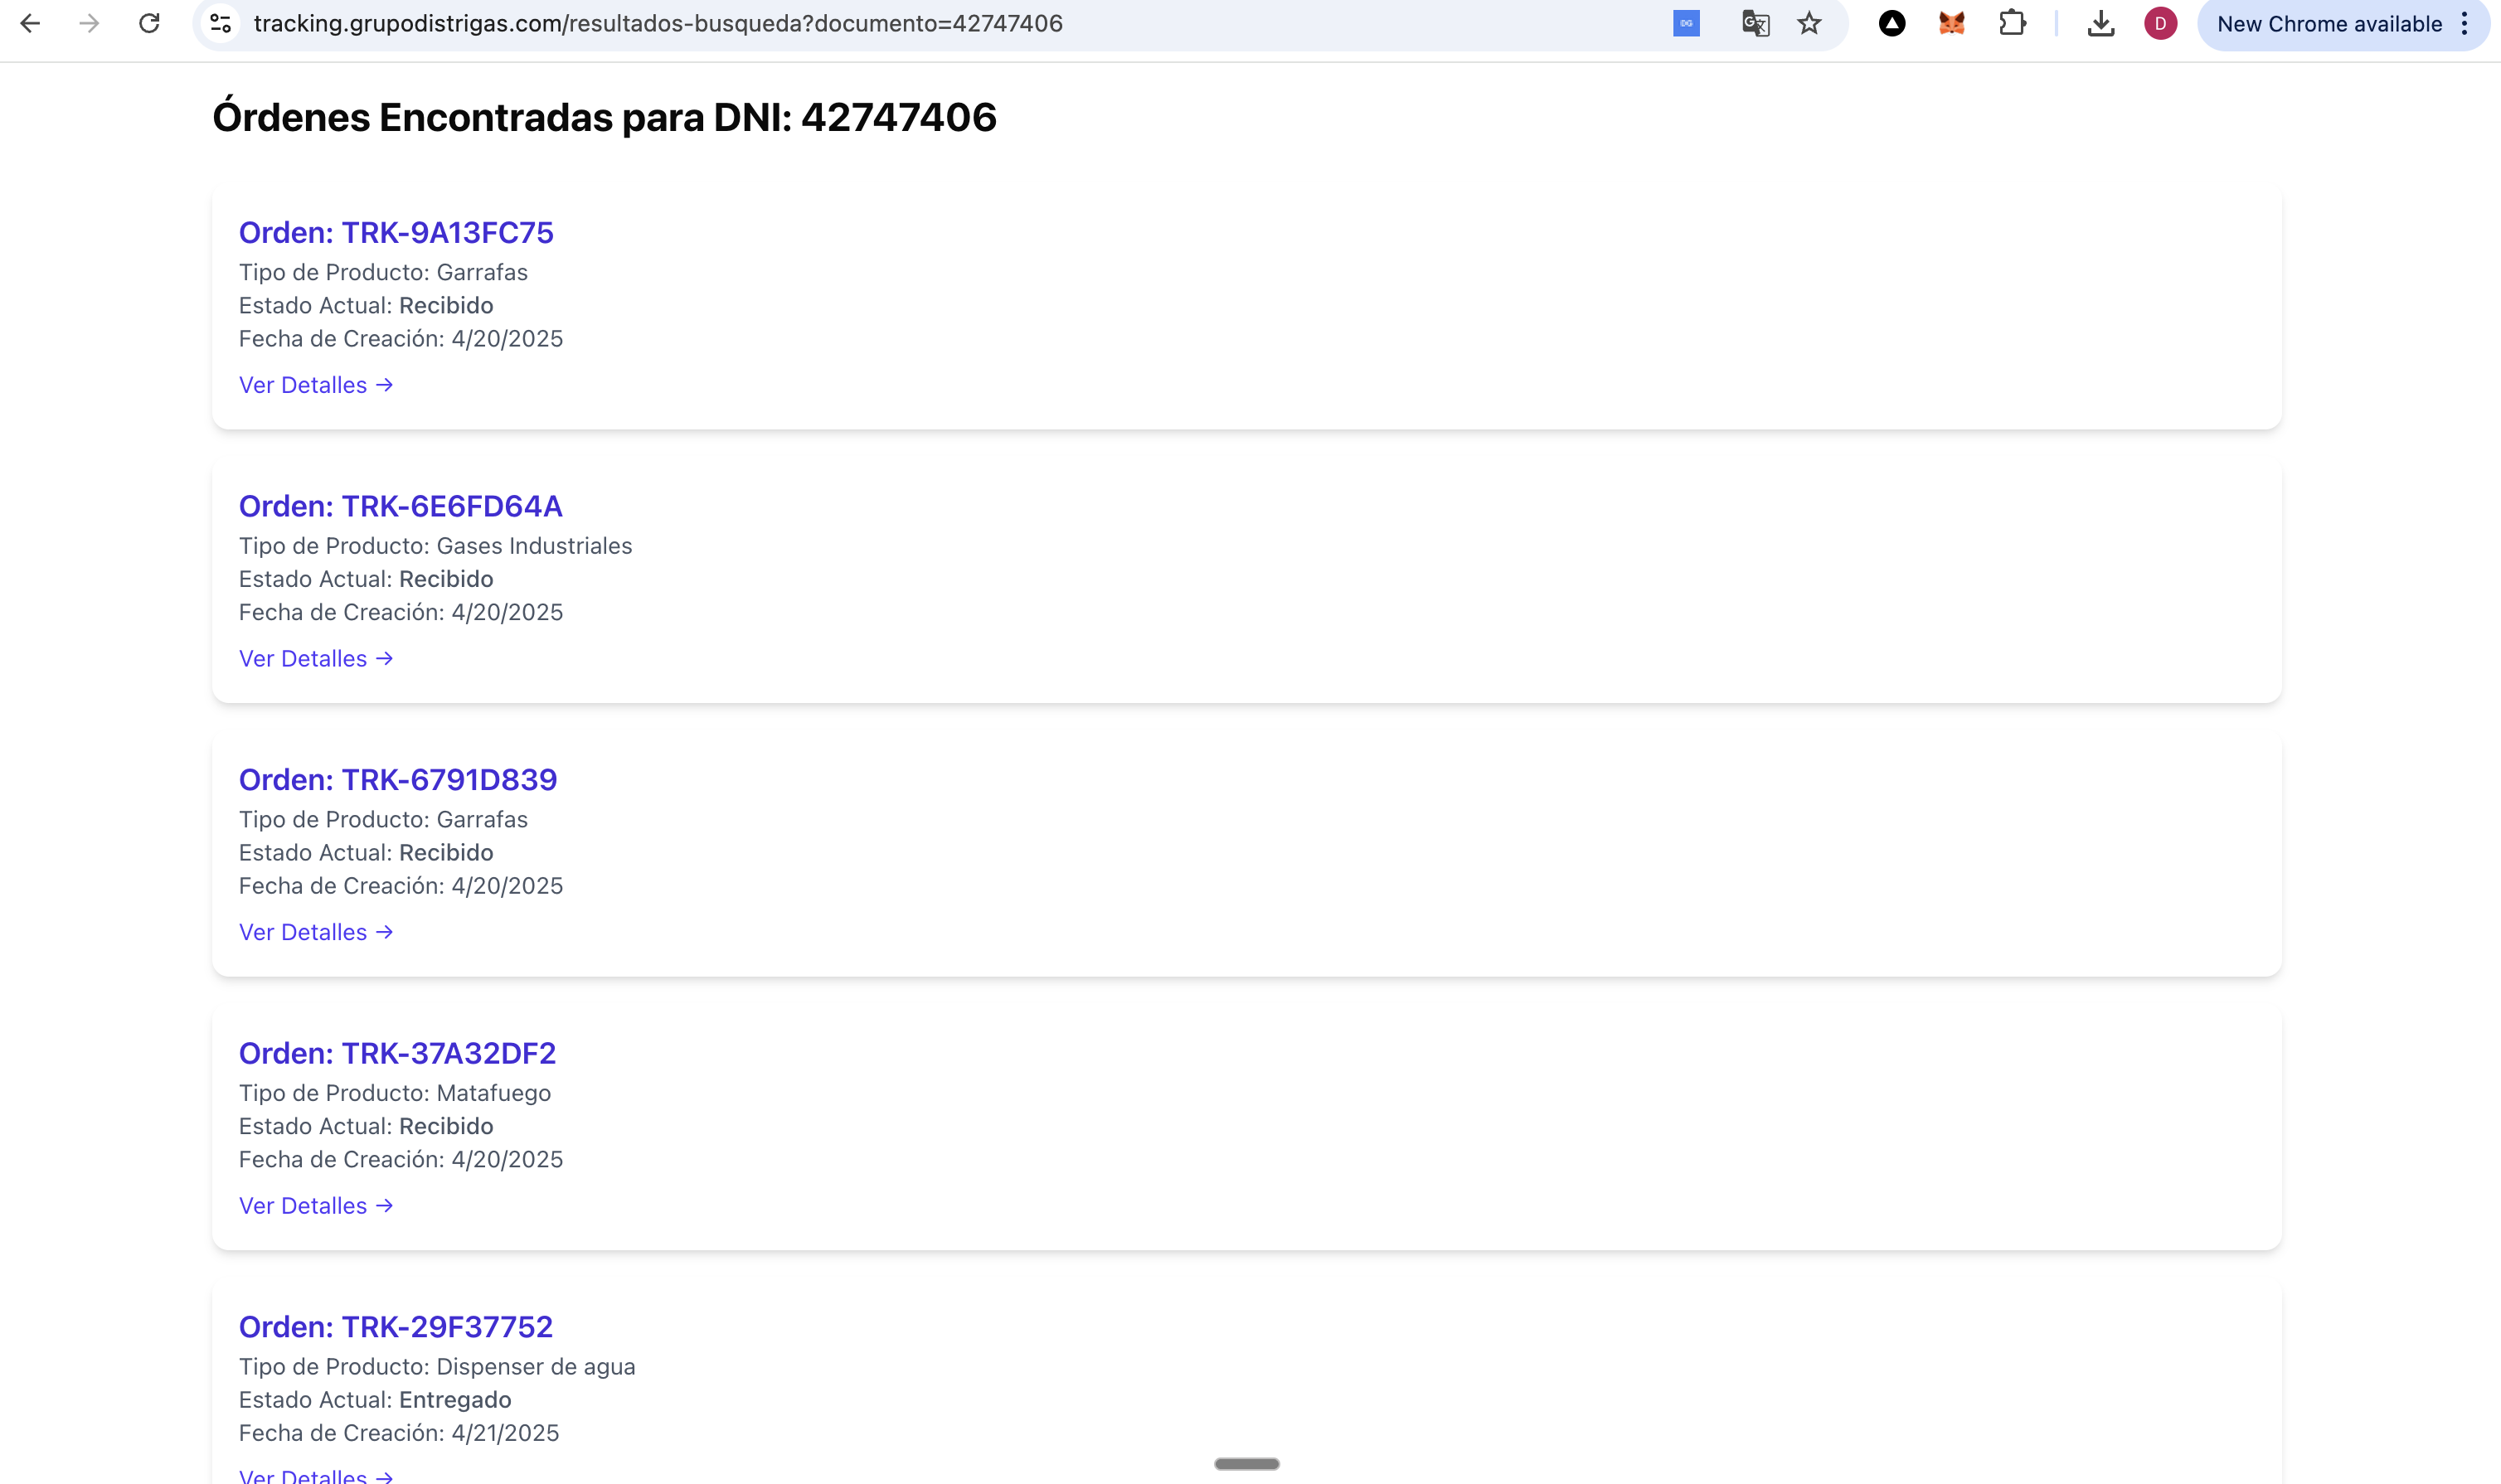 tracking.grupodistrigas.com/resultados-busqueda?documento=42747406
DG
D
New Chrome available
Órdenes Encontradas para DNI: 42747406
Orden: TRK-9A13FC75
Tipo de Producto: Garrafas
Estado Actual: Recibido
Fecha de Creación: 4/20/2025
Ver Detalles →
Orden: TRK-6E6FD64A
Tipo de Producto: Gases Industriales
Estado Actual: Recibido
Fecha de Creación: 4/20/2025
Ver Detalles →
Orden: TRK-6791D839
Tipo de Producto: Garrafas
Estado Actual: Recibido
Fecha de Creación: 4/20/2025
Ver Detalles →
Orden: TRK-37A32DF2
Tipo de Producto: Matafuego
Estado Actual: Recibido
Fecha de Creación: 4/20/2025
Ver Detalles →
Orden: TRK-29F37752
Tipo de Producto: Dispenser de agua
Estado Actual: Entregado
Fecha de Creación: 4/21/2025
Ver Detalles →